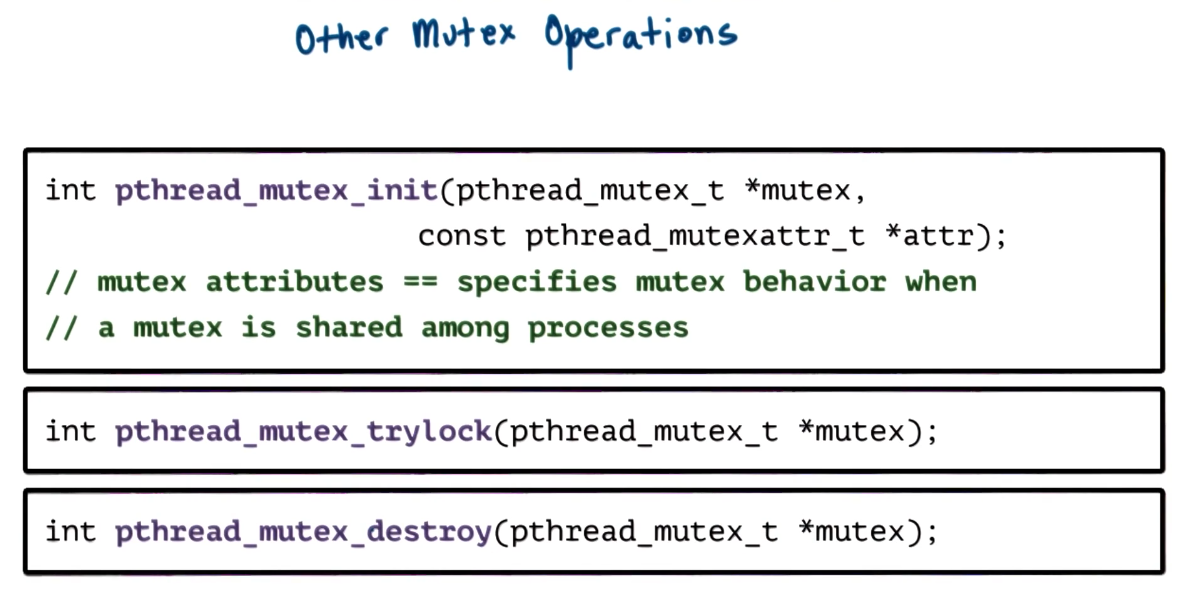 Other Mutex Operations
int pthread_mutex_init(pthread_mutex_t *mutex,
const pthread_mutexattr_t *attr);
// mutex attributes == specifies mutex behavior when
// a mutex is shared among processes
int pthread_mutex_trylock(pthread_mutex_t *mutex);
int pthread_mutex_destroy(pthread_mutex_t *mutex);